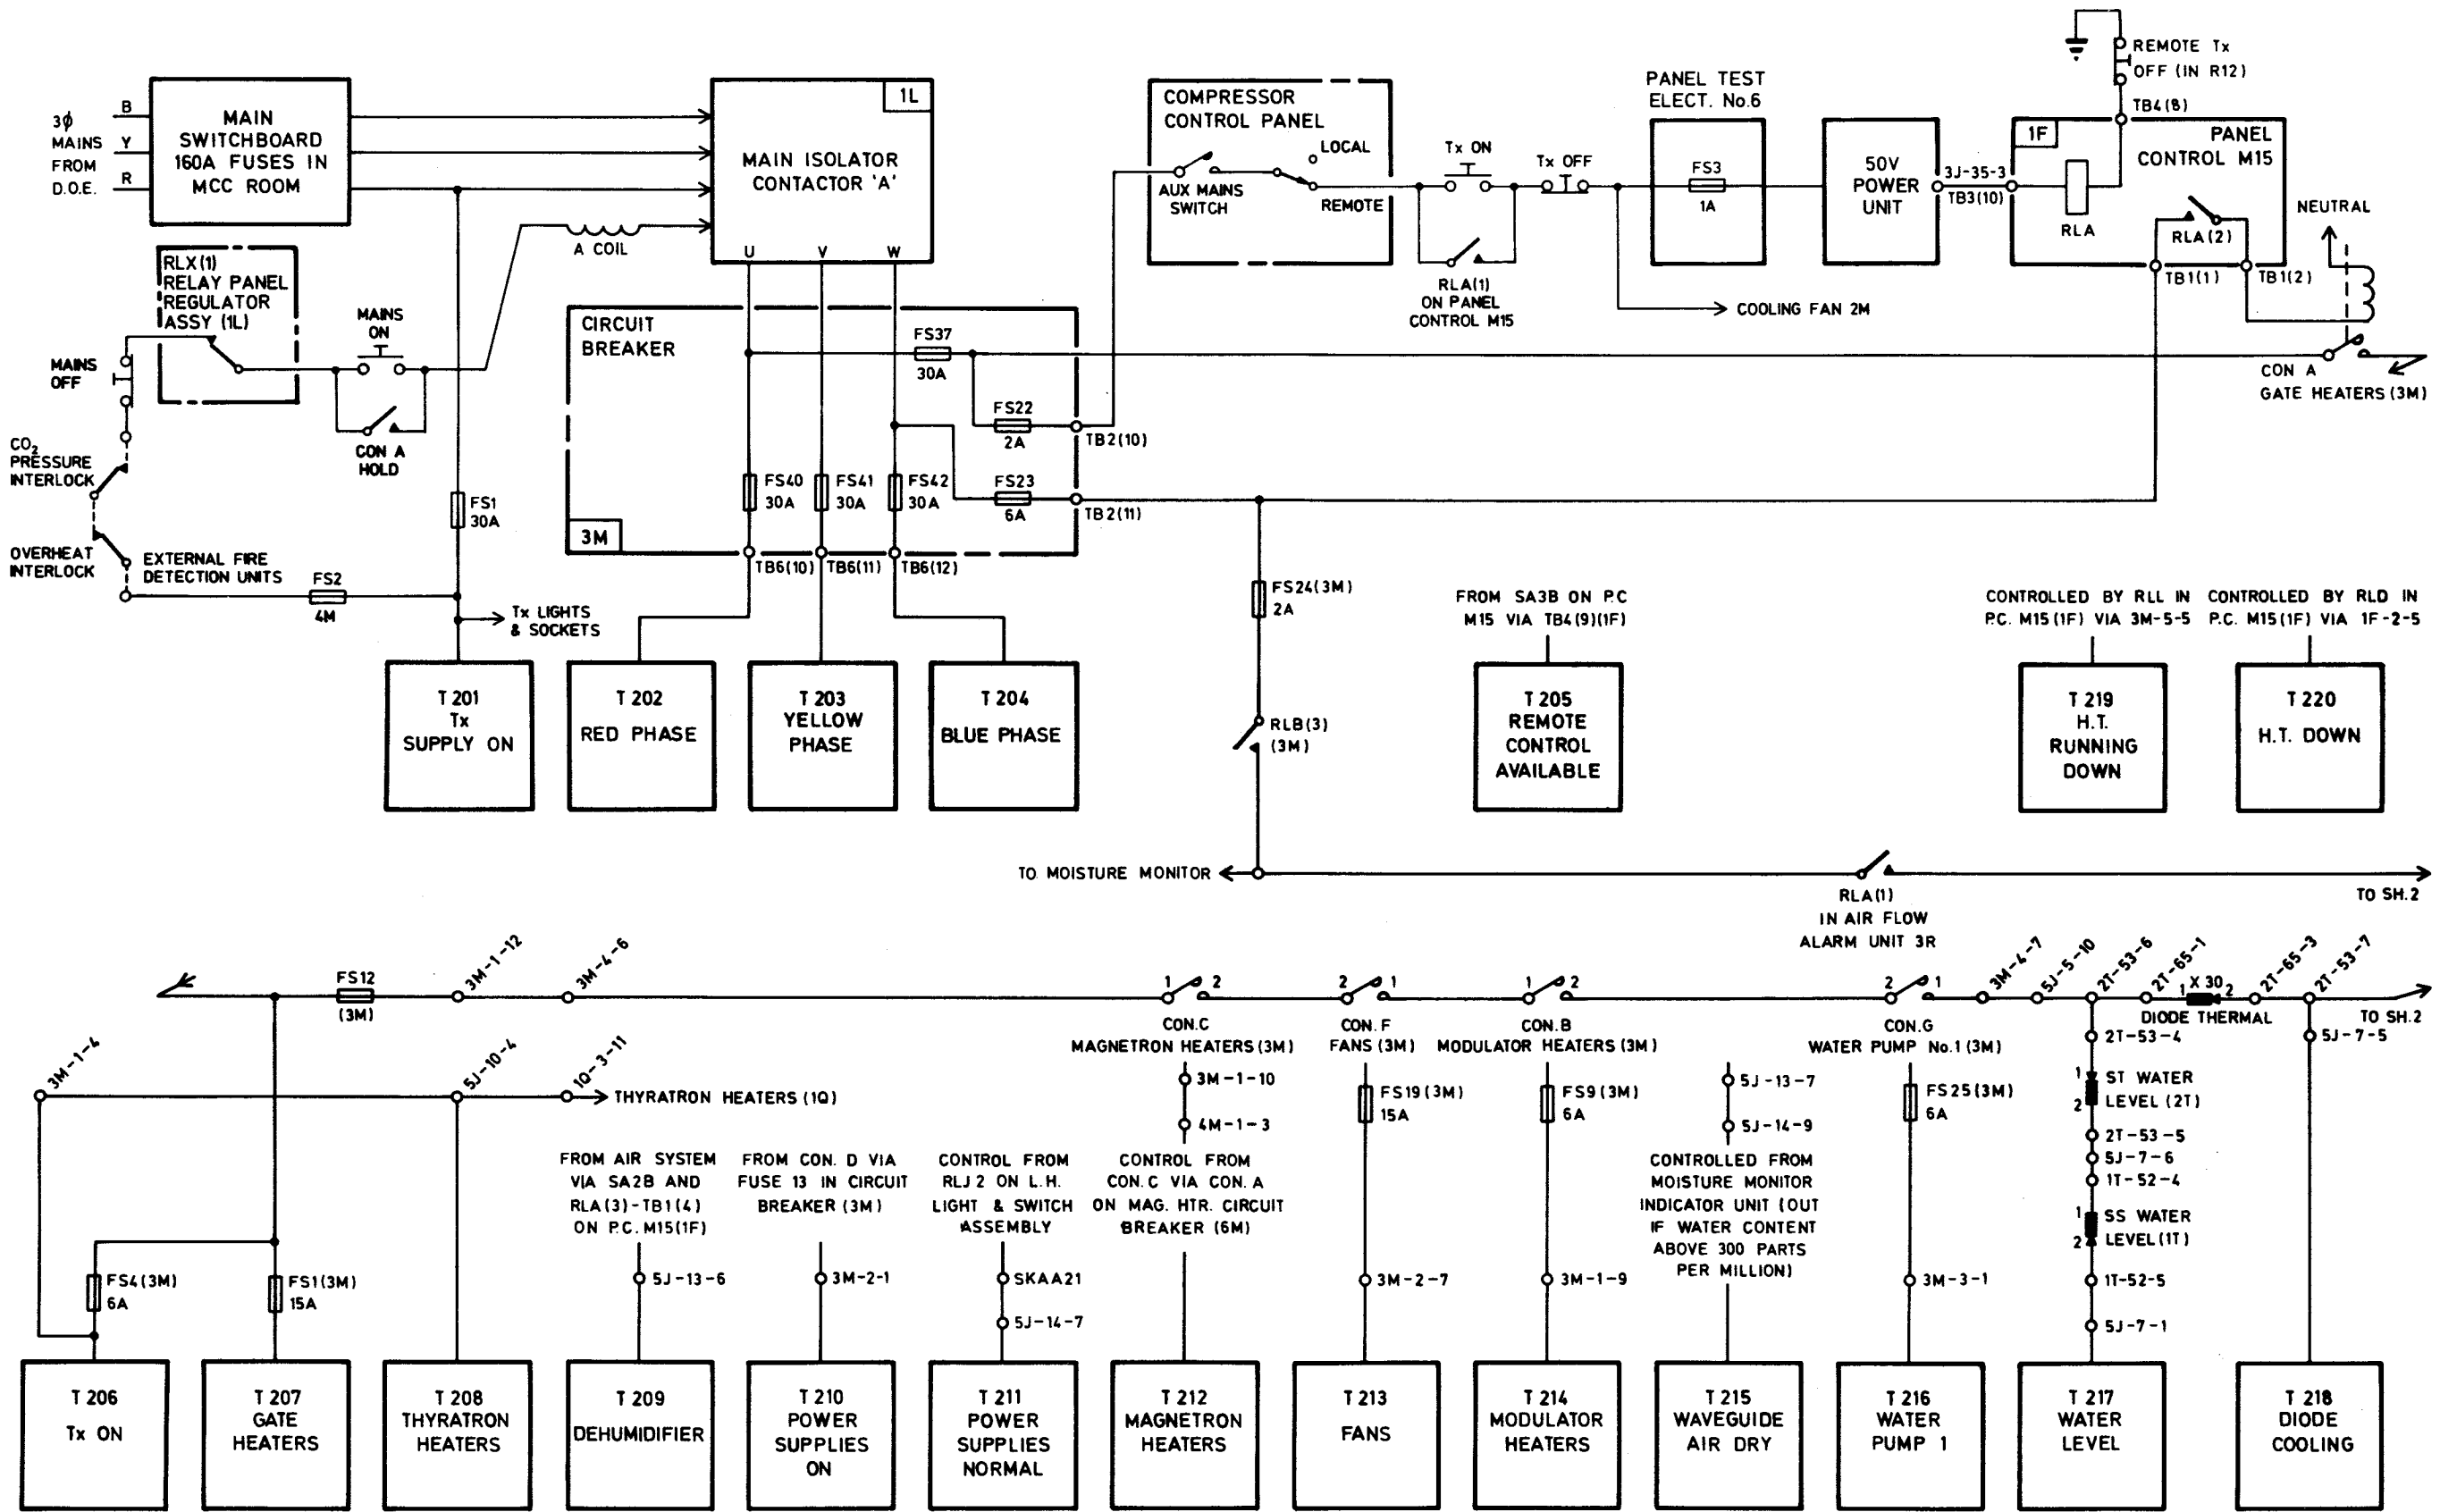 3ϕ
MAINS
FROM
D.O.E.
B
Y
R
MAIN
SWITCHBOARD
160A FUSES IN
MCC ROOM
1L
MAIN ISOLATOR
CONTACTOR 'A'
U
V
W
A COIL
RLX(1)
RELAY PANEL
REGULATOR
ASSY (1L)
MAINS
ON
MAINS
OFF
CON A
HOLD
CO₂
PRESSURE
INTERLOCK
OVERHEAT
INTERLOCK
EXTERNAL FIRE
DETECTION UNITS
FS2
4M
FS1
30A
Tx LIGHTS
& SOCKETS
CIRCUIT
BREAKER
FS37
30A
FS22
2A
FS40
30A
FS41
30A
FS42
30A
FS23
6A
3M
TB2(10)
TB2(11)
TB6(10)
TB6(11)
TB6(12)
COMPRESSOR
CONTROL PANEL
LOCAL
AUX MAINS
SWITCH
REMOTE
Tx ON
Tx OFF
RLA(1)
ON PANEL
CONTROL M15
PANEL TEST
ELECT. No.6
FS3
1A
COOLING FAN 2M
50V
POWER
UNIT
3J-35-3
TB3(10)
REMOTE Tx
OFF (IN R12)
TB4(8)
1F
PANEL
CONTROL M15
RLA
RLA(2)
TB1(1)
TB1(2)
NEUTRAL
CON A
GATE HEATERS (3M)
FS24(3M)
2A
RLB(3)
(3M)
FROM SA3B ON P.C
M15 VIA TB4(9)(1F)
CONTROLLED BY RLL IN
P.C. M15(1F) VIA 3M-5-5
CONTROLLED BY RLD IN
P.C. M15(1F) VIA 1F-2-5
T 201
Tx
SUPPLY ON
T 202
RED PHASE
T 203
YELLOW
PHASE
T 204
BLUE PHASE
T 205
REMOTE
CONTROL
AVAILABLE
T 219
H.T.
RUNNING
DOWN
T 220
H.T. DOWN
TO MOISTURE MONITOR
RLA(1)
IN AIR FLOW
ALARM UNIT 3R
TO SH.2
FS12
(3M)
3M-1-12
3M-4-6
1
2
CON.C
MAGNETRON HEATERS (3M)
2
1
CON.F
FANS (3M)
1
2
CON.B
MODULATOR HEATERS (3M)
2
1
CON.G
WATER PUMP No.1 (3M)
3M-4-7
5J-5-10
2T-53-6
2T-65-1
1
X 30
2
DIODE THERMAL
2T-65-3
2T-53-7
TO SH.2
3M-1-4
5J-10-4
1Q-3-11
THYRATRON HEATERS (1Q)
3M-1-10
4M-1-3
FS19(3M)
15A
FS9(3M)
6A
5J-13-7
5J-14-9
FS25(3M)
6A
2T-53-4
1
ST WATER
2
LEVEL (2T)
2T-53-5
5J-7-6
1T-52-4
1
SS WATER
2
LEVEL (1T)
1T-52-5
5J-7-1
5J-7-5
FROM AIR SYSTEM
VIA SA2B AND
RLA(3)-TB1(4)
ON P.C. M15(1F)
FROM CON. D VIA
FUSE 13 IN CIRCUIT
BREAKER (3M)
CONTROL FROM
RLJ 2 ON L.H.
LIGHT & SWITCH
ASSEMBLY
CONTROL FROM
CON.C VIA CON.A
ON MAG. HTR. CIRCUIT
BREAKER (6M)
CONTROLLED FROM
MOISTURE MONITOR
INDICATOR UNIT (OUT
IF WATER CONTENT
ABOVE 300 PARTS
PER MILLION)
FS4(3M)
6A
FS1(3M)
15A
5J-13-6
3M-2-1
SKAA21
5J-14-7
3M-2-7
3M-1-9
3M-3-1
T 206
Tx ON
T 207
GATE
HEATERS
T 208
THYRATRON
HEATERS
T 209
DEHUMIDIFIER
T 210
POWER
SUPPLIES
ON
T 211
POWER
SUPPLIES
NORMAL
T 212
MAGNETRON
HEATERS
T 213
FANS
T 214
MODULATOR
HEATERS
T 215
WAVEGUIDE
AIR DRY
T 216
WATER
PUMP 1
T 217
WATER
LEVEL
T 218
DIODE
COOLING